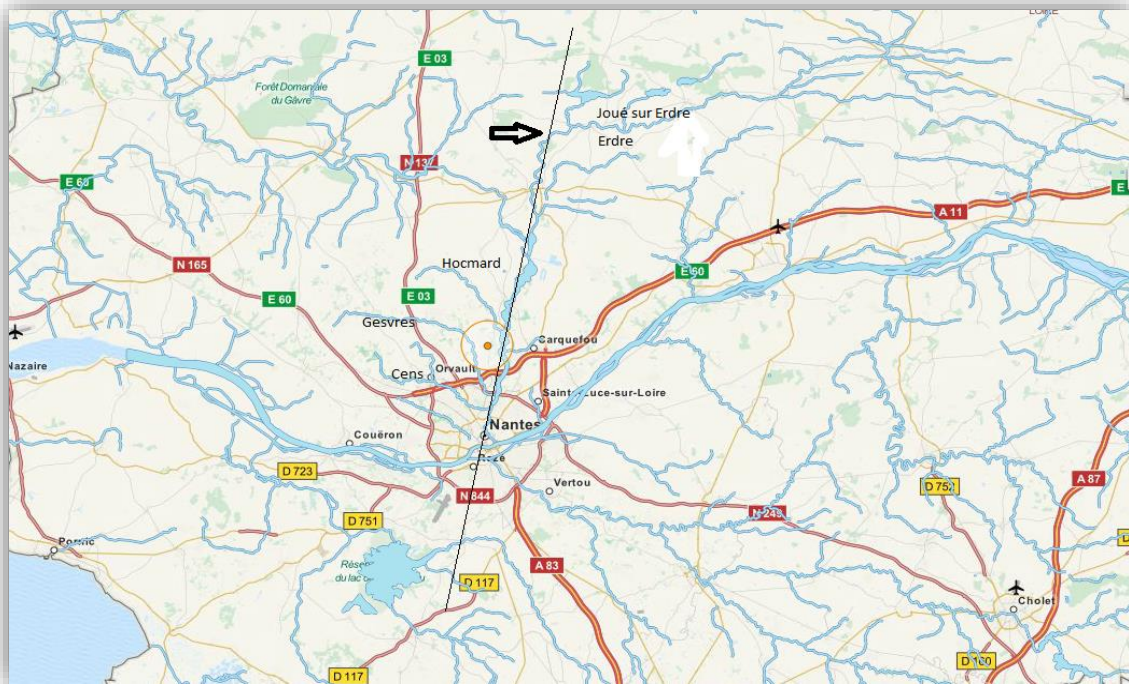 LOIRE
E 03
Forêt Domaniale
du Gâvre
Joué sur Erdre
Erdre
E 60
A 11
E
Hocmard
N 165
E 60
E 60
E 03
Gesvres
Carquefou
Nazaire
Cens
Orvault
Sainte-Luce-sur-Loire
Nantes
Couëron
Rezé
D 723
A 87
Vertou
D 752
N 844
N 249
D 751
Pornic
A 83
D 117
Cholet
D 160
D 117